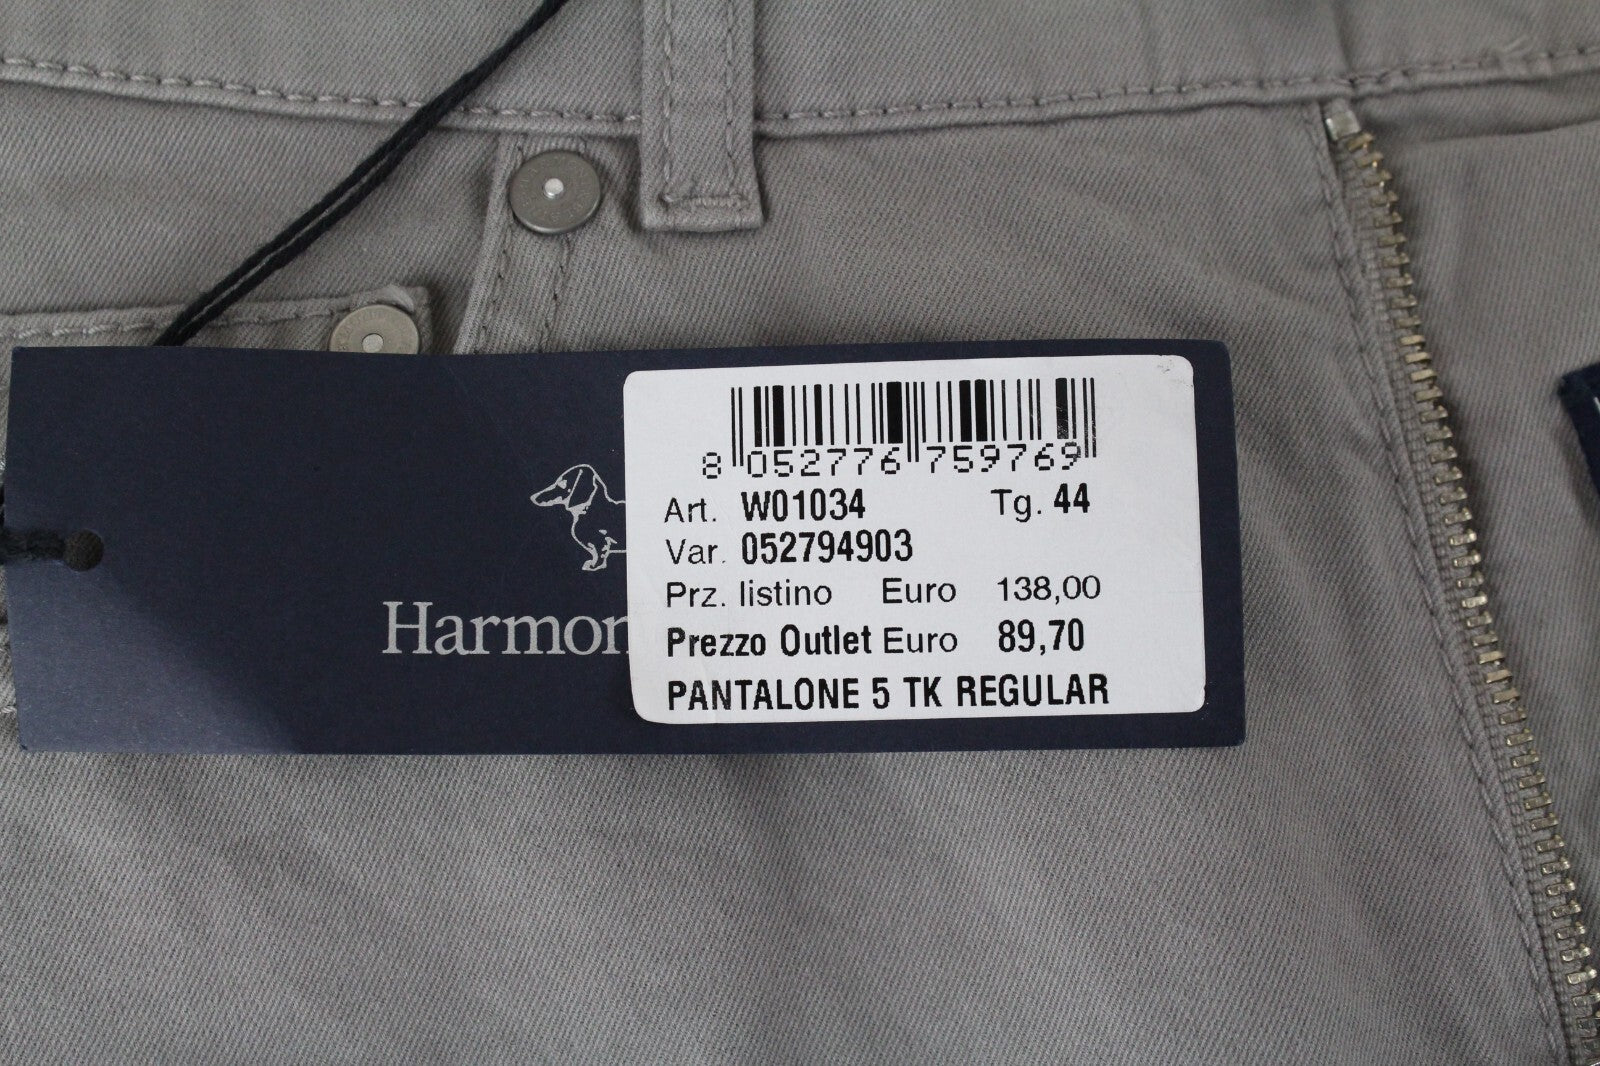 8 052776 759769
Art. W01034 Tg. 44
Var. 052794903
Prz. listino Euro 138,00
Harmon
Prezzo Outlet Euro 89,70
PANTALONE 5 TK REGULAR